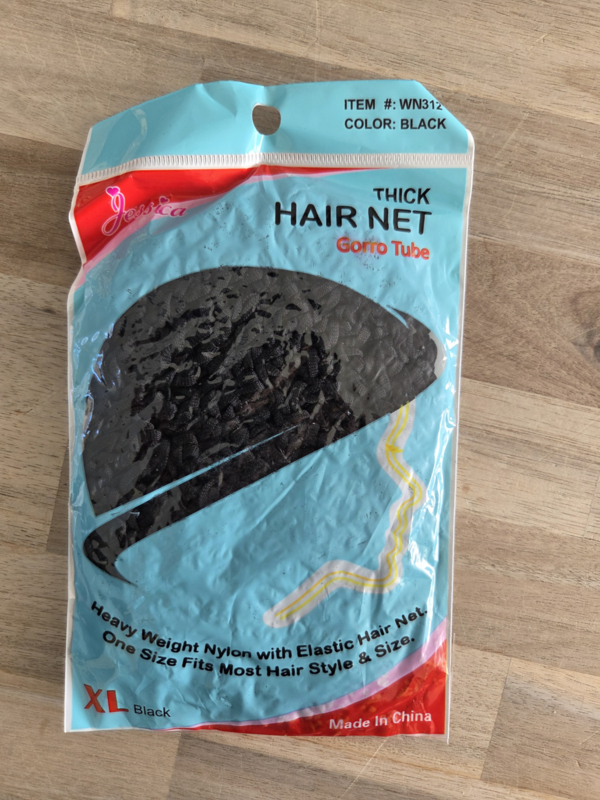 ITEM #: WN312
COLOR: BLACK
Jessica
THICK
HAIR NET
Gorro Tube
Heavy Weight Nylon with Elastic Hair Net.
One Size Fits Most Hair Style & Size.
XL Black
Made In China